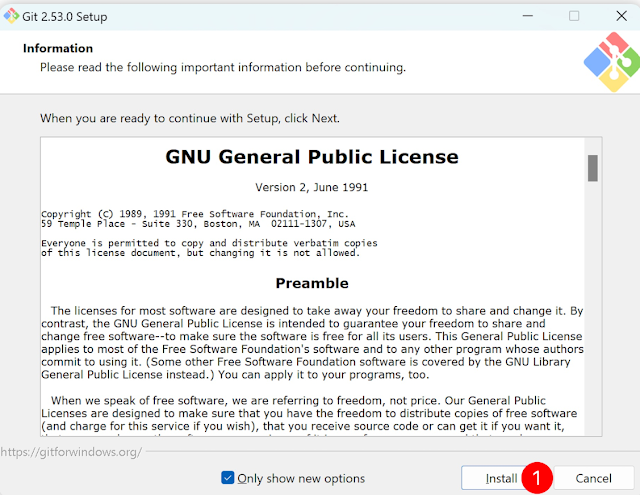 Git 2.53.0 Setup
Information
Please read the following important information before continuing.
When you are ready to continue with Setup, click Next.
GNU General Public License
Version 2, June 1991
Copyright (C) 1989, 1991 Free Software Foundation, Inc.
59 Temple Place - Suite 330, Boston, MA  02111-1307, USA
Everyone is permitted to copy and distribute verbatim copies
of this license document, but changing it is not allowed.
Preamble
The licenses for most software are designed to take away your freedom to share and change it. By
contrast, the GNU General Public License is intended to guarantee your freedom to share and
change free software--to make sure the software is free for all its users. This General Public License
applies to most of the Free Software Foundation's software and to any other program whose authors
commit to using it. (Some other Free Software Foundation software is covered by the GNU Library
General Public License instead.) You can apply it to your programs, too.
When we speak of free software, we are referring to freedom, not price. Our General Public
Licenses are designed to make sure that you have the freedom to distribute copies of free software
(and charge for this service if you wish), that you receive source code or can get it if you want it,
https://gitforwindows.org/
Only show new options
Install
1
Cancel